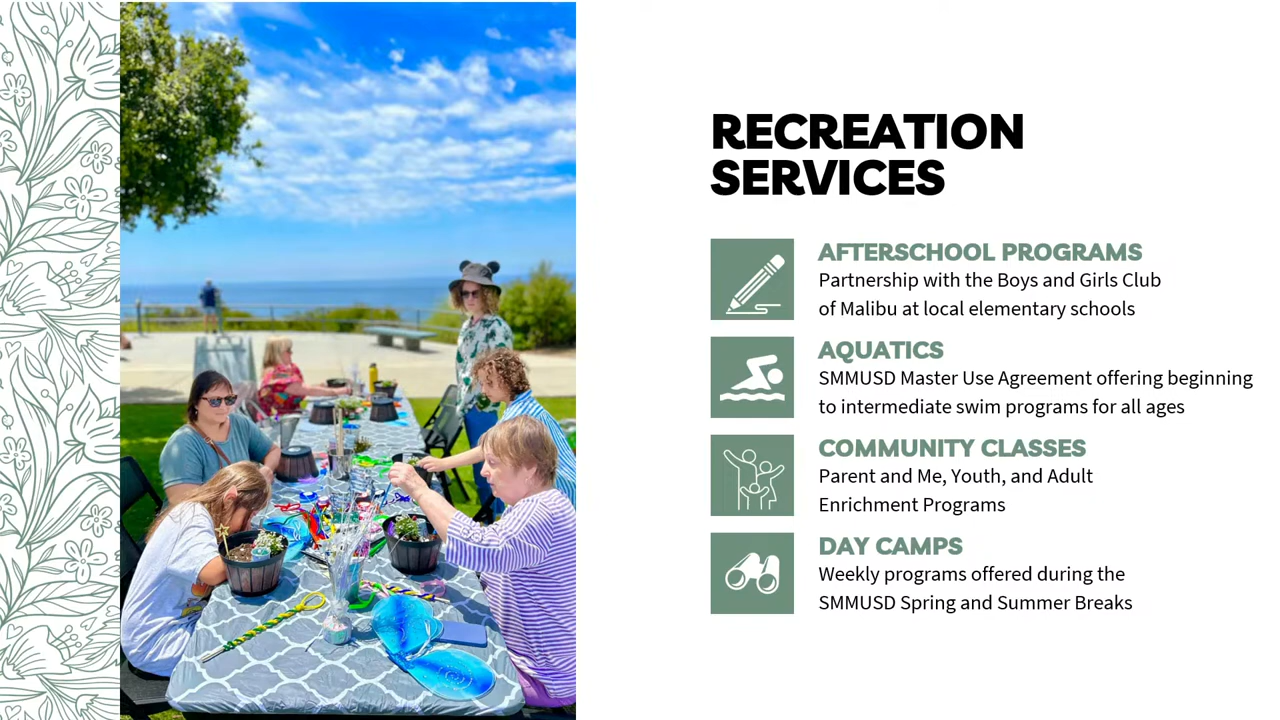 RECREATION
SERVICES
AFTERSCHOOL PROGRAMS
Partnership with the Boys and Girls Club
of Malibu at local elementary schools
AQUATICS
SMMUSD Master Use Agreement offering beginning
to intermediate swim programs for all ages
COMMUNITY CLASSES
Parent and Me, Youth, and Adult
Enrichment Programs
DAY CAMPS
Weekly programs offered during the
SMMUSD Spring and Summer Breaks